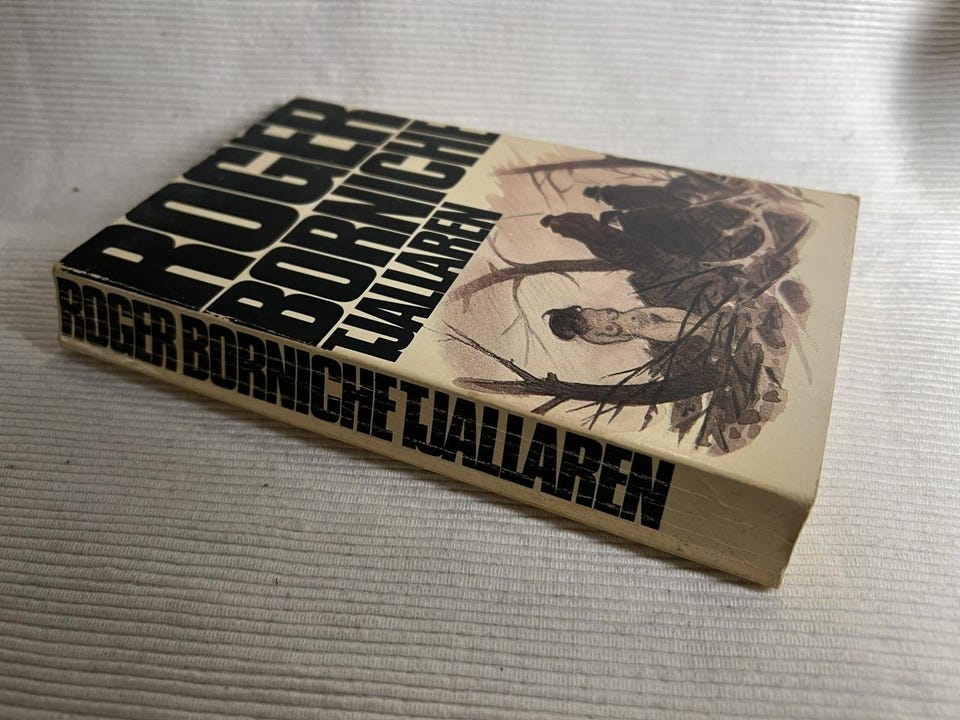 ROGER
BORNICHE
TJALLAREN
ROGER BORNICHE TJALLAREN